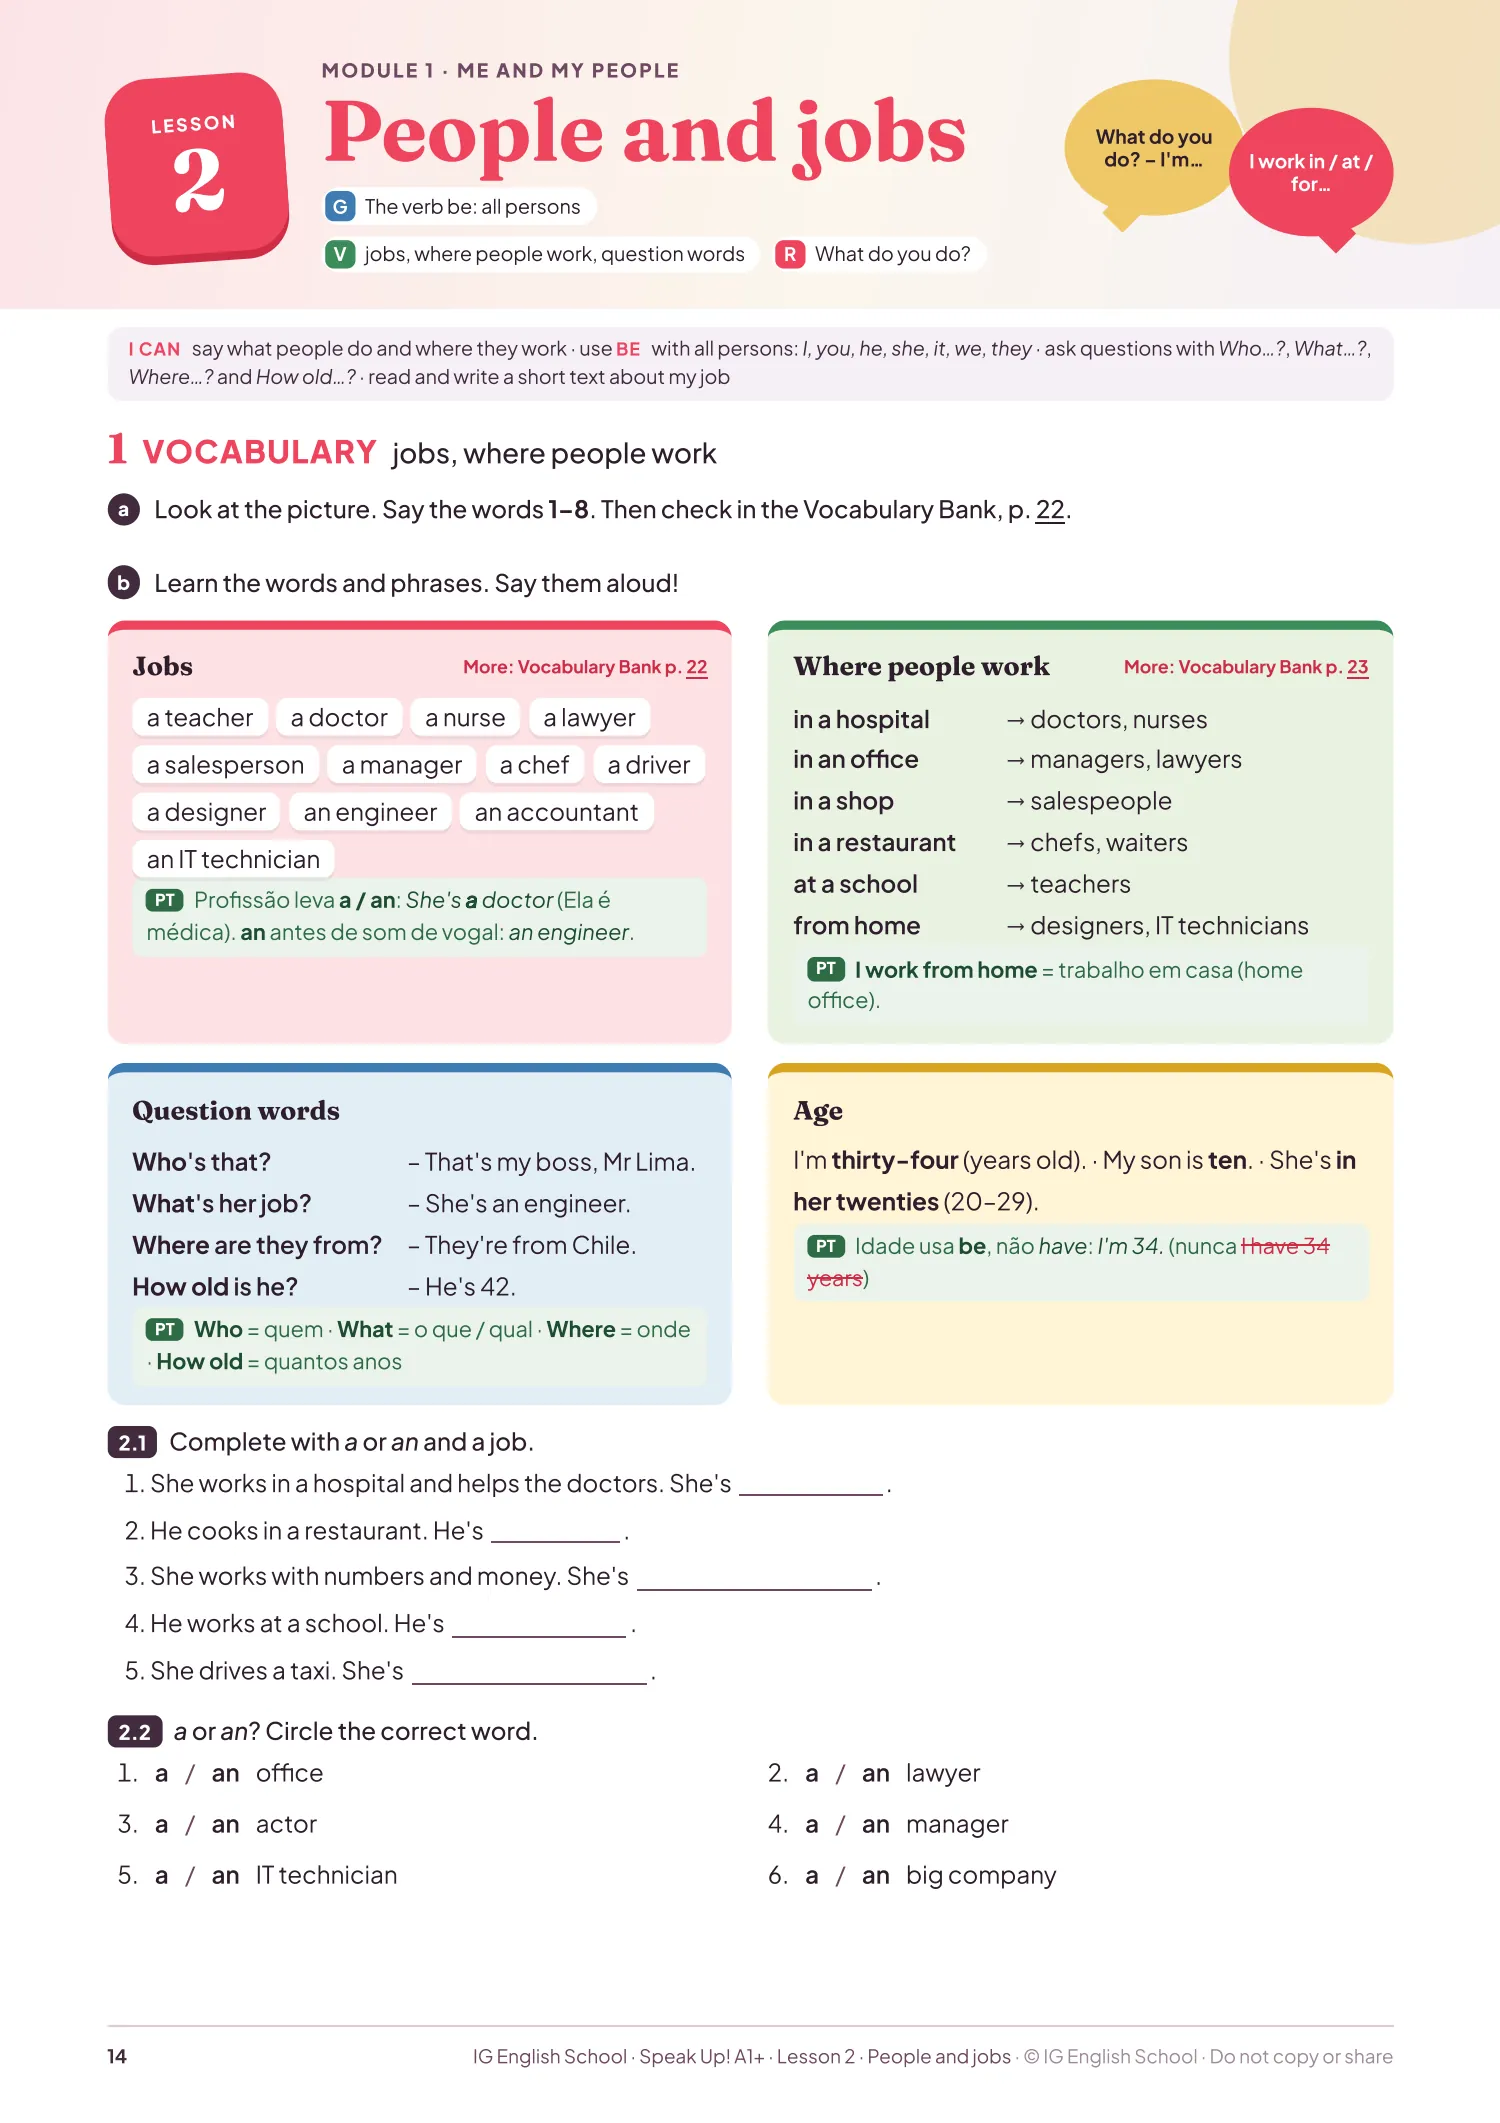 MODULE 1 · ME AND MY PEOPLE
LESSON
2
People and jobs
G The verb be: all persons
V jobs, where people work, question words
R What do you do?
What do you
do? – I'm...
I work in / at /
for...
I CAN say what people do and where they work · use BE with all persons: I, you, he, she, it, we, they · ask questions with Who...?, What...?,
Where...? and How old...? · read and write a short text about my job
1 VOCABULARY jobs, where people work
a Look at the picture. Say the words 1–8. Then check in the Vocabulary Bank, p. 22.
b Learn the words and phrases. Say them aloud!
Jobs More: Vocabulary Bank p. 22
a teacher a doctor a nurse a lawyer
a salesperson a manager a chef a driver
a designer an engineer an accountant
an IT technician
PT Profissão leva a / an: She's a doctor (Ela é
médica). an antes de som de vogal: an engineer.
Where people work More: Vocabulary Bank p. 23
in a hospital → doctors, nurses
in an office → managers, lawyers
in a shop → salespeople
in a restaurant → chefs, waiters
at a school → teachers
from home → designers, IT technicians
PT I work from home = trabalho em casa (home
office).
Question words
Who's that? – That's my boss, Mr Lima.
What's her job? – She's an engineer.
Where are they from? – They're from Chile.
How old is he? – He's 42.
PT Who = quem · What = o que / qual · Where = onde
· How old = quantos anos
Age
I'm thirty-four (years old). · My son is ten. · She's in
her twenties (20–29).
PT Idade usa be, não have: I'm 34. (nunca I have 34
years)
2.1 Complete with a or an and a job.
1. She works in a hospital and helps the doctors. She's ____________.
2. He cooks in a restaurant. He's ___________.
3. She works with numbers and money. She's ____________________.
4. He works at a school. He's _______________.
5. She drives a taxi. She's ____________________.
2.2 a or an? Circle the correct word.
1. a / an office
2. a / an lawyer
3. a / an actor
4. a / an manager
5. a / an IT technician
6. a / an big company
14 IG English School · Speak Up! A1+ · Lesson 2 · People and jobs · © IG English School · Do not copy or share